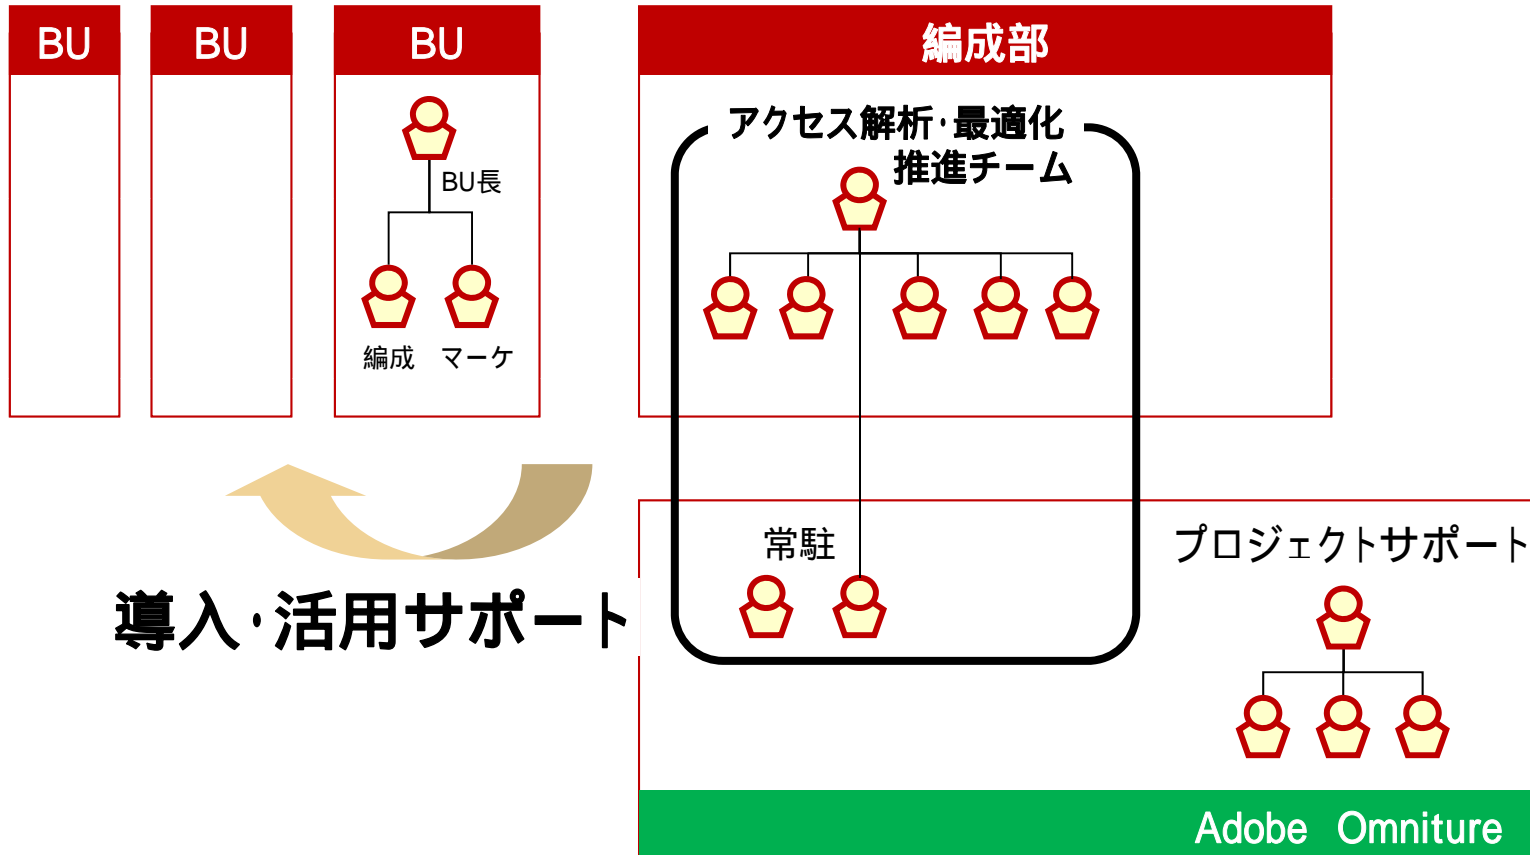 BU
BU
BU
編成部
アクセス解析・最適化
推進チーム
BU長
編成
マーケ
常駐
プロジェクトサポート
導入・活用サポート
Adobe Omniture